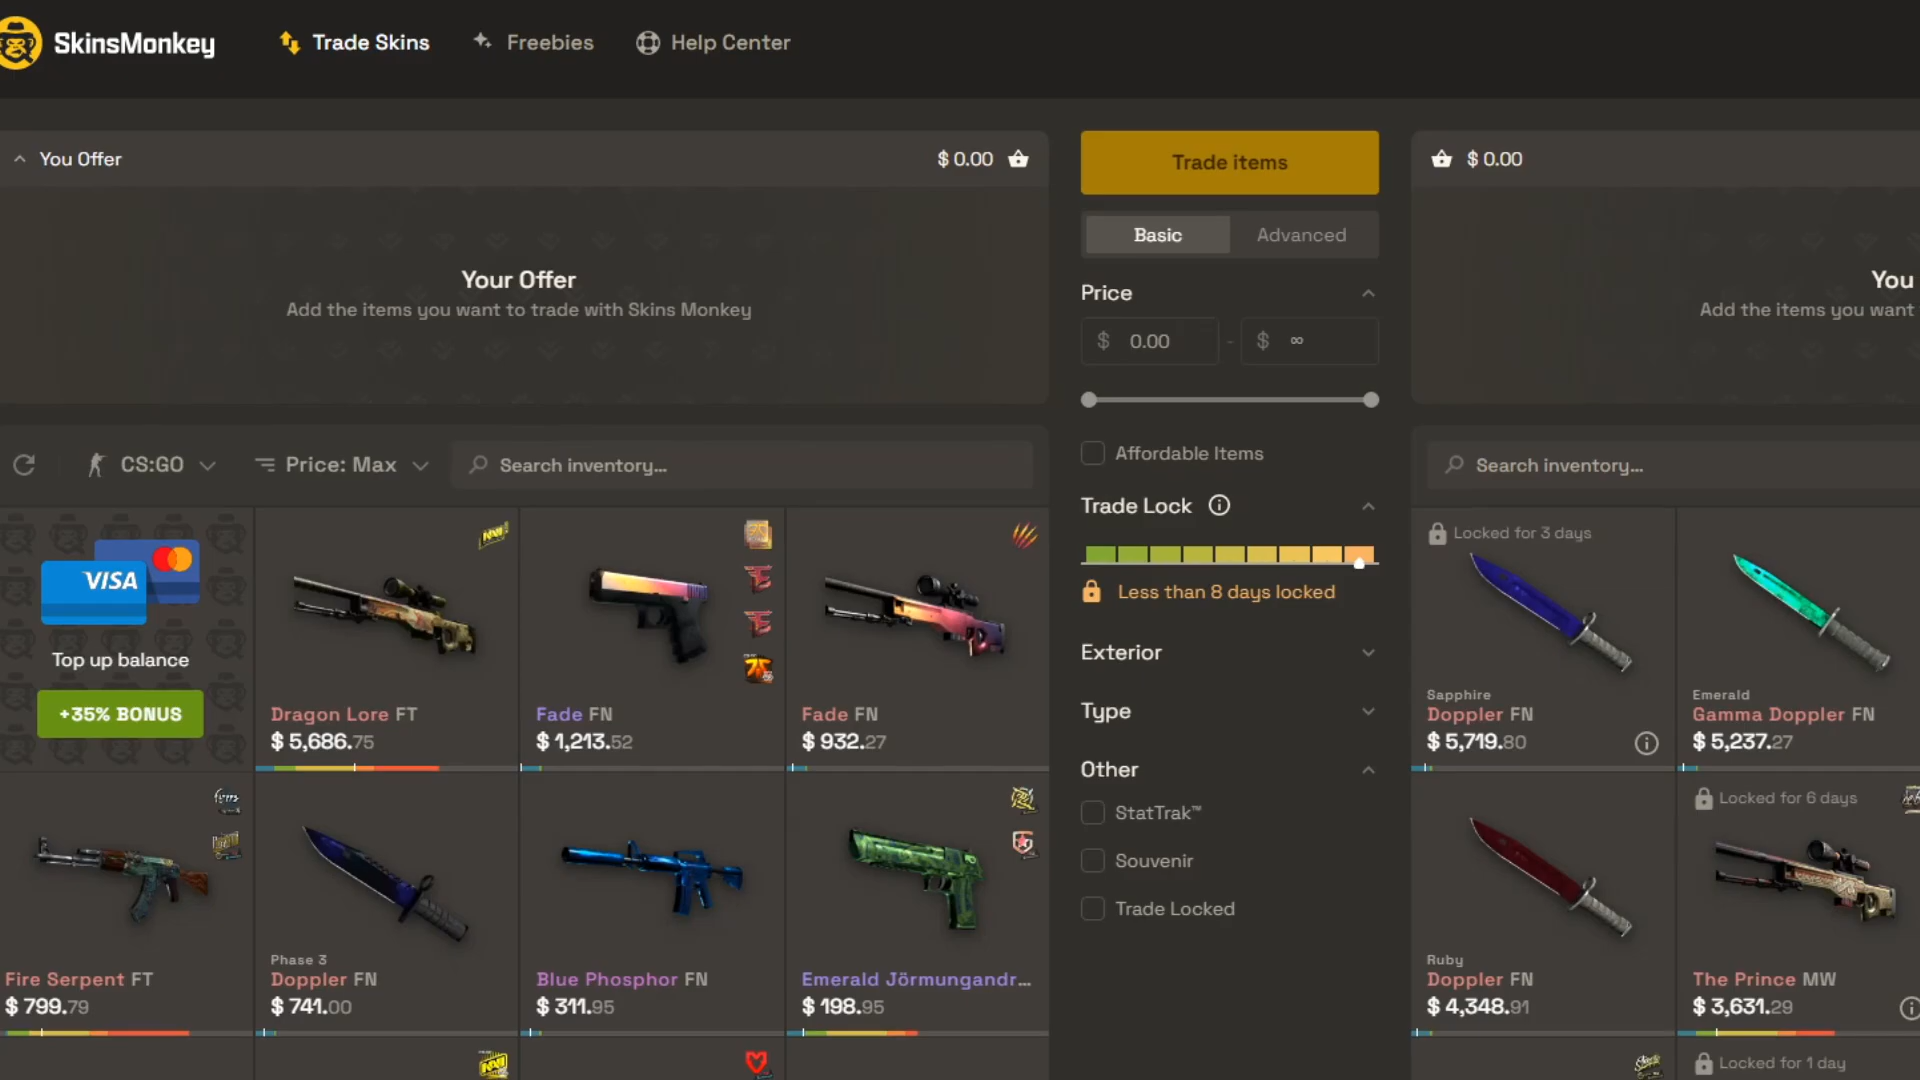 SkinsMonkey
Trade Skins
Freebies
Help Center
You Offer
$ 0.00
Your Offer
Add the items you want to trade with Skins Monkey
CS:GO
Price: Max
Search inventory...
VISA
Top up balance
+35% BONUS
Dragon Lore FT
$ 5,686.75
Fade FN
$ 1,213.52
Fade FN
$ 932.27
Fire Serpent FT
$ 799.79
Phase 3
Doppler FN
$ 741.00
Blue Phosphor FN
$ 311.95
Emerald Jörmungandr...
$ 198.95
Trade items
Basic
Advanced
Price
$ 0.00 - $ ∞
Affordable Items
Trade Lock
Less than 8 days locked
Exterior
Type
Other
StatTrak™
Souvenir
Trade Locked
$ 0.00
You
Add the items you want
Search inventory...
Locked for 3 days
Sapphire
Doppler FN
$ 5,719.80
Emerald
Gamma Doppler FN
$ 5,237.27
Ruby
Doppler FN
$ 4,348.91
Locked for 6 days
The Prince MW
$ 3,631.29
Locked for 1 day